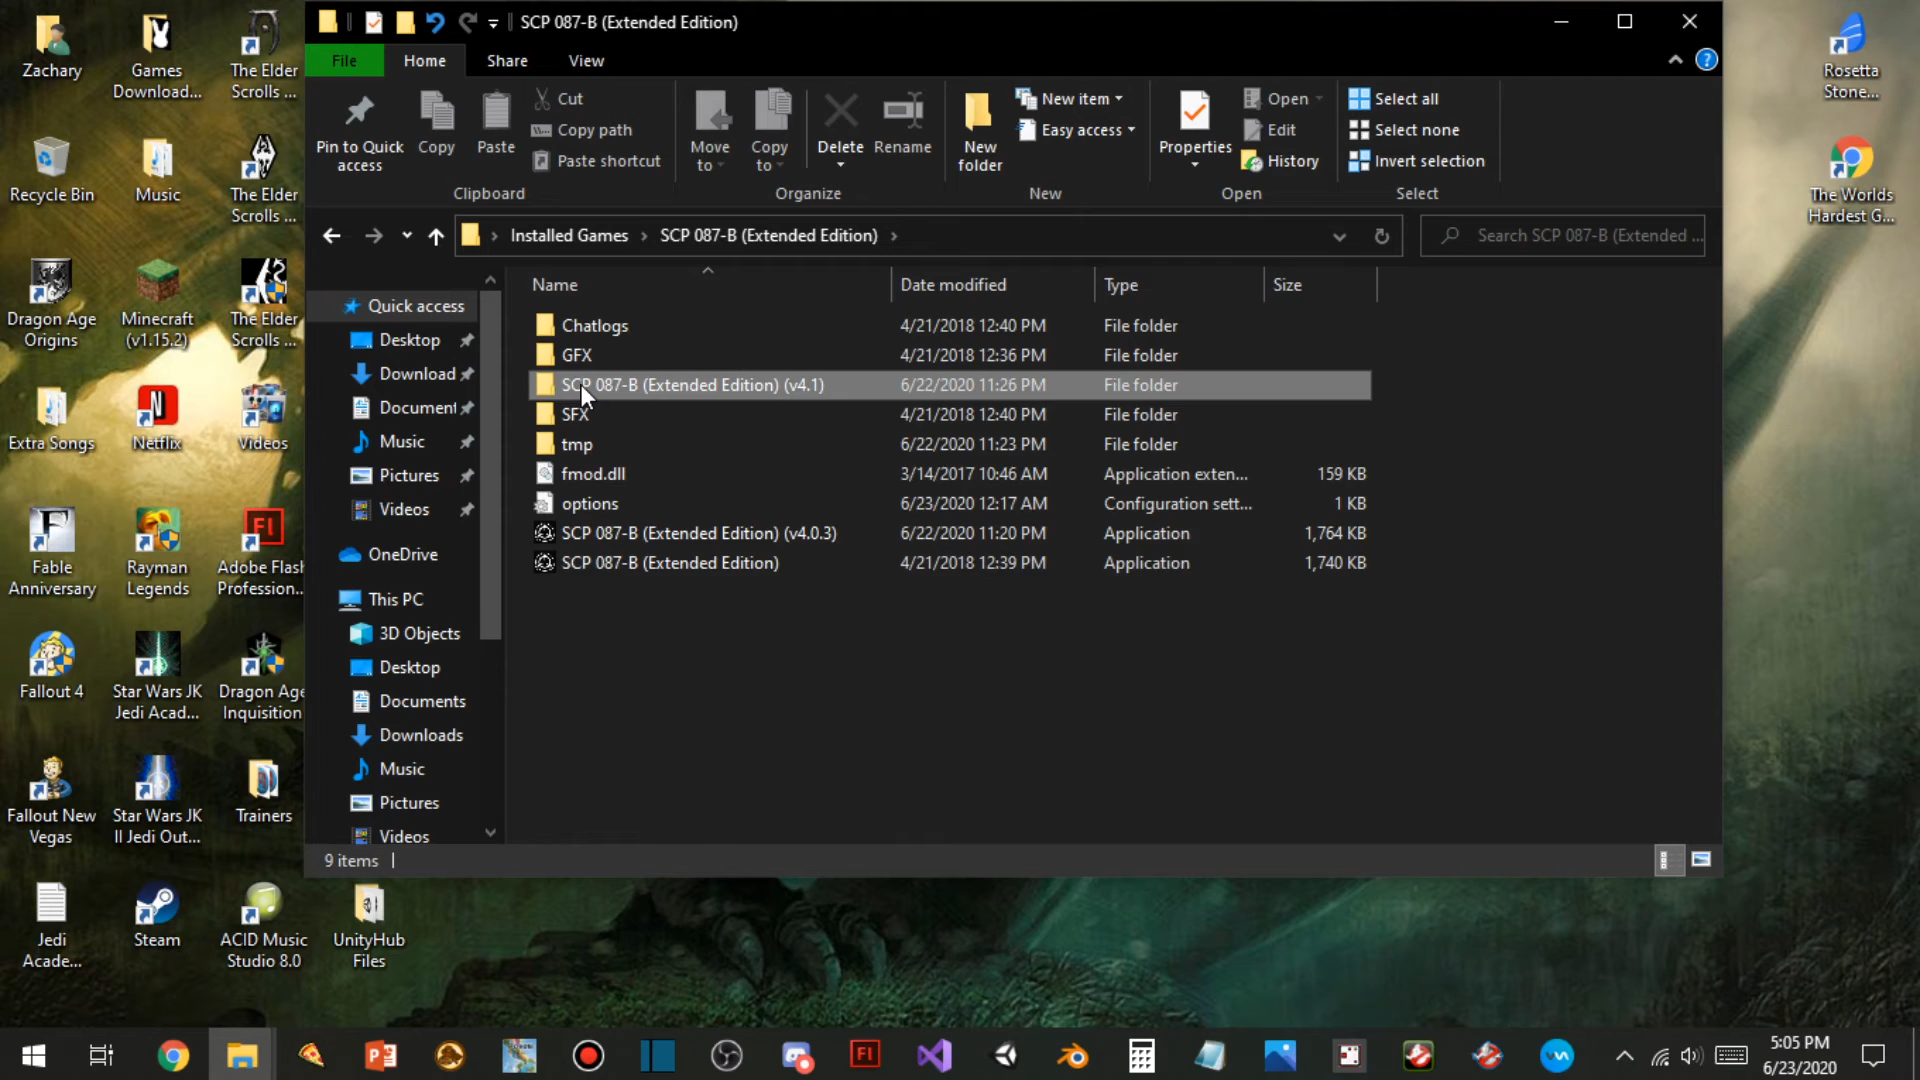 SCP 087-B (Extended Edition)
File
Home
Share
View
Pin to Quick
access
Copy
Paste
Cut
Copy path
Paste shortcut
Clipboard
Move
to
Copy
to
Delete
Rename
Organize
New
folder
New item
Easy access
New
Properties
Open
Edit
History
Open
Select all
Select none
Invert selection
Select
Installed Games
SCP 087-B (Extended Edition)
Search SCP 087-B (Extended ...
Name
Date modified
Type
Size
Chatlogs 4/21/2018 12:40 PM File folder
GFX 4/21/2018 12:36 PM File folder
SCP 087-B (Extended Edition) (v4.1) 6/22/2020 11:26 PM File folder
SFX 4/21/2018 12:40 PM File folder
tmp 6/22/2020 11:23 PM File folder
fmod.dll 3/14/2017 10:46 AM Application exten... 159 KB
options 6/23/2020 12:17 AM Configuration sett... 1 KB
SCP 087-B (Extended Edition) (v4.0.3) 6/22/2020 11:20 PM Application 1,764 KB
SCP 087-B (Extended Edition) 4/21/2018 12:39 PM Application 1,740 KB
Quick access
Desktop
Download
Document
Music
Pictures
Videos
OneDrive
This PC
3D Objects
Desktop
Documents
Downloads
Music
Pictures
Videos
9 items
Zachary
Games
Download...
The Elder
Scrolls ...
Recycle Bin
Music
The Elder
Scrolls ...
Dragon Age
Origins
Minecraft
(v1.15.2)
The Elder
Scrolls ...
Extra Songs
Netflix
Videos
Fable
Anniversary
Rayman
Legends
Adobe Flash
Profession...
Fallout 4
Star Wars JK
Jedi Acad...
Dragon Age
Inquisition
Fallout New
Vegas
Star Wars JK
II Jedi Out...
Trainers
Jedi
Acade...
Steam
ACID Music
Studio 8.0
UnityHub
Files
Rosetta
Stone...
The Worlds
Hardest G...
5:05 PM
6/23/2020